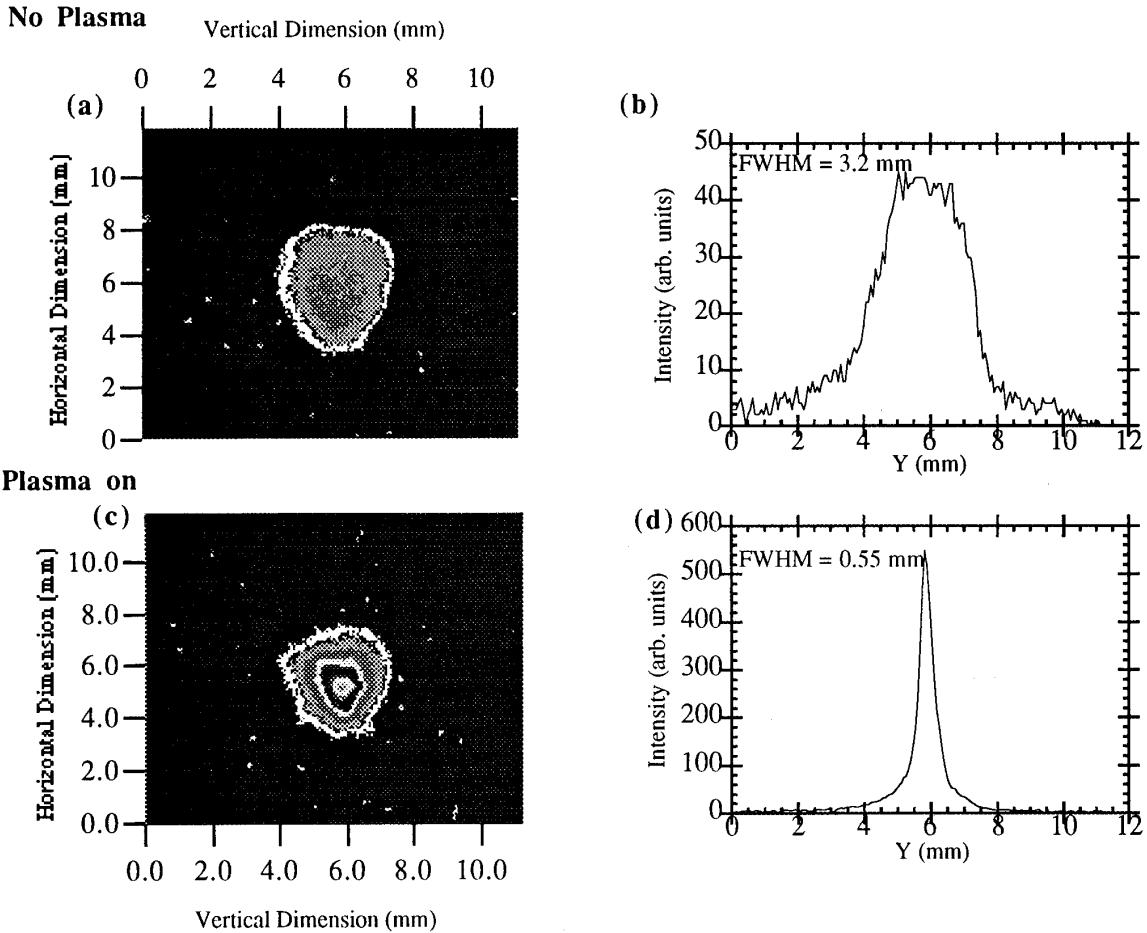 No Plasma
Vertical Dimension (mm)
0 2 4 6 8 10
(a)
Horizontal Dimension [mm]
10
8
6
4
2
0
(b)
FWHM = 3.2 mm
Intensity (arb. units)
50
40
30
20
10
0
0 2 4 6 8 10 12
Y (mm)
Plasma on
(c)
Horizontal Dimension [mm]
10.0
8.0
6.0
4.0
2.0
0.0
0.0 2.0 4.0 6.0 8.0 10.0
Vertical Dimension (mm)
(d)
FWHM = 0.55 mm
Intensity (arb. units)
600
500
400
300
200
100
0
0 2 4 6 8 10 12
Y (mm)